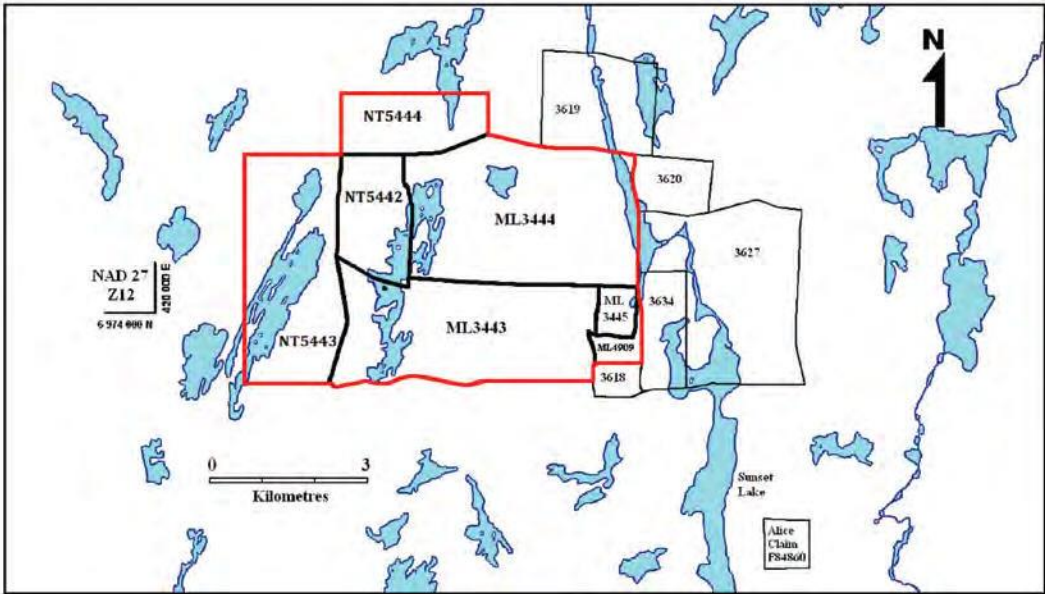 N
3619
NT5444
3620
NT5442
ML3444
3627
NAD 27
Z12
420 000 E
6 974 000 N
3634
ML
3445
ML3443
NT5443
ML4909
3618
0
3
Kilometres
Sunset
Lake
Alice
Claim
F84860